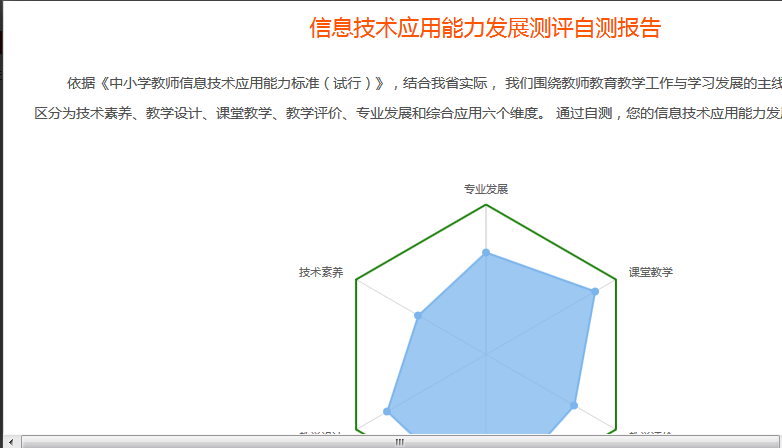 信息技术应用能力发展测评自测报告
依据《中小学教师信息技术应用能力标准（试行）》，结合我省实际， 我们围绕教师教育教学工作与学习发展的主线
区分为技术素养、教学设计、课堂教学、教学评价、专业发展和综合应用六个维度。 通过自测，您的信息技术应用能力发
专业发展
技术素养
课堂教学